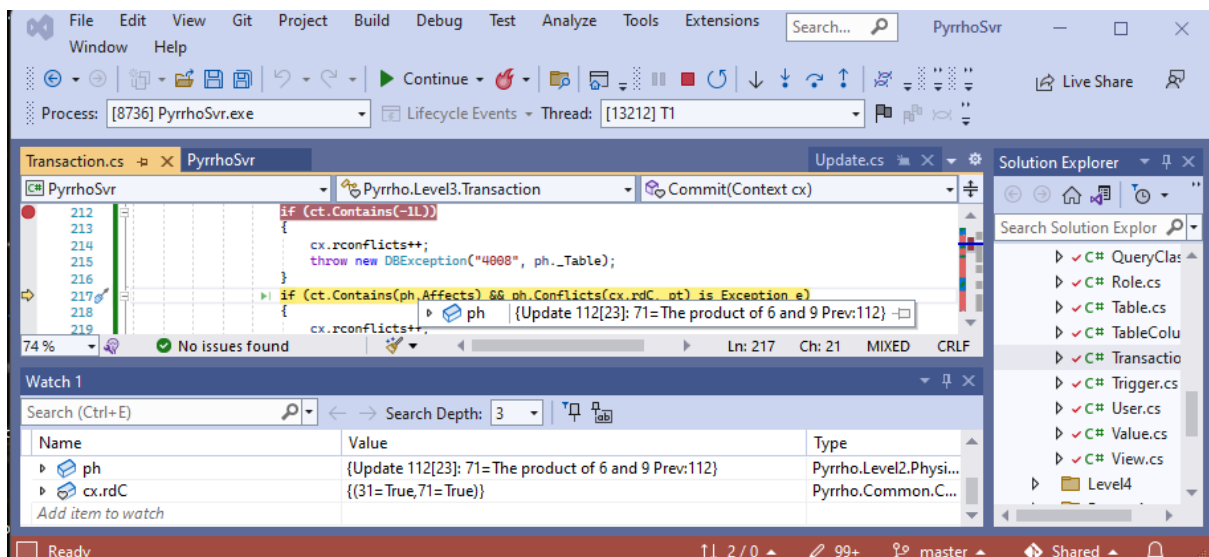 File Edit View Git Project Build Debug Test Analyze Tools Extensions Search... PyrrhoSvr
Window Help
Continue Live Share
Process: [8736] PyrrhoSvr.exe Lifecycle Events Thread: [13212] T1
Transaction.cs PyrrhoSvr Update.cs Solution Explorer
C# PyrrhoSvr Pyrrho.Level3.Transaction Commit(Context cx)
212 if (ct.Contains(-1L))
213 {
214 cx.rconflicts++;
215 throw new DBException("4008", ph._Table);
216 }
217 if (ct.Contains(ph.Affects) && ph.Conflicts(cx.rdC, pt) is Exception e)
218 { ph {Update 112[23]: 71=The product of 6 and 9 Prev:112}
219 cx.rconflicts++;
74 % No issues found Ln: 217 Ch: 21 MIXED CRLF
Search Solution Explor
C# QueryClas
C# Role.cs
C# Table.cs
C# TableColu
C# Transactio
C# Trigger.cs
C# User.cs
C# Value.cs
C# View.cs
Level4
Watch 1
Search (Ctrl+E) Search Depth: 3
Name Value Type
ph {Update 112[23]: 71=The product of 6 and 9 Prev:112} Pyrrho.Level2.Physi...
cx.rdC {(31=True,71=True)} Pyrrho.Common.C...
Add item to watch
Ready 2 / 0 99+ master Shared